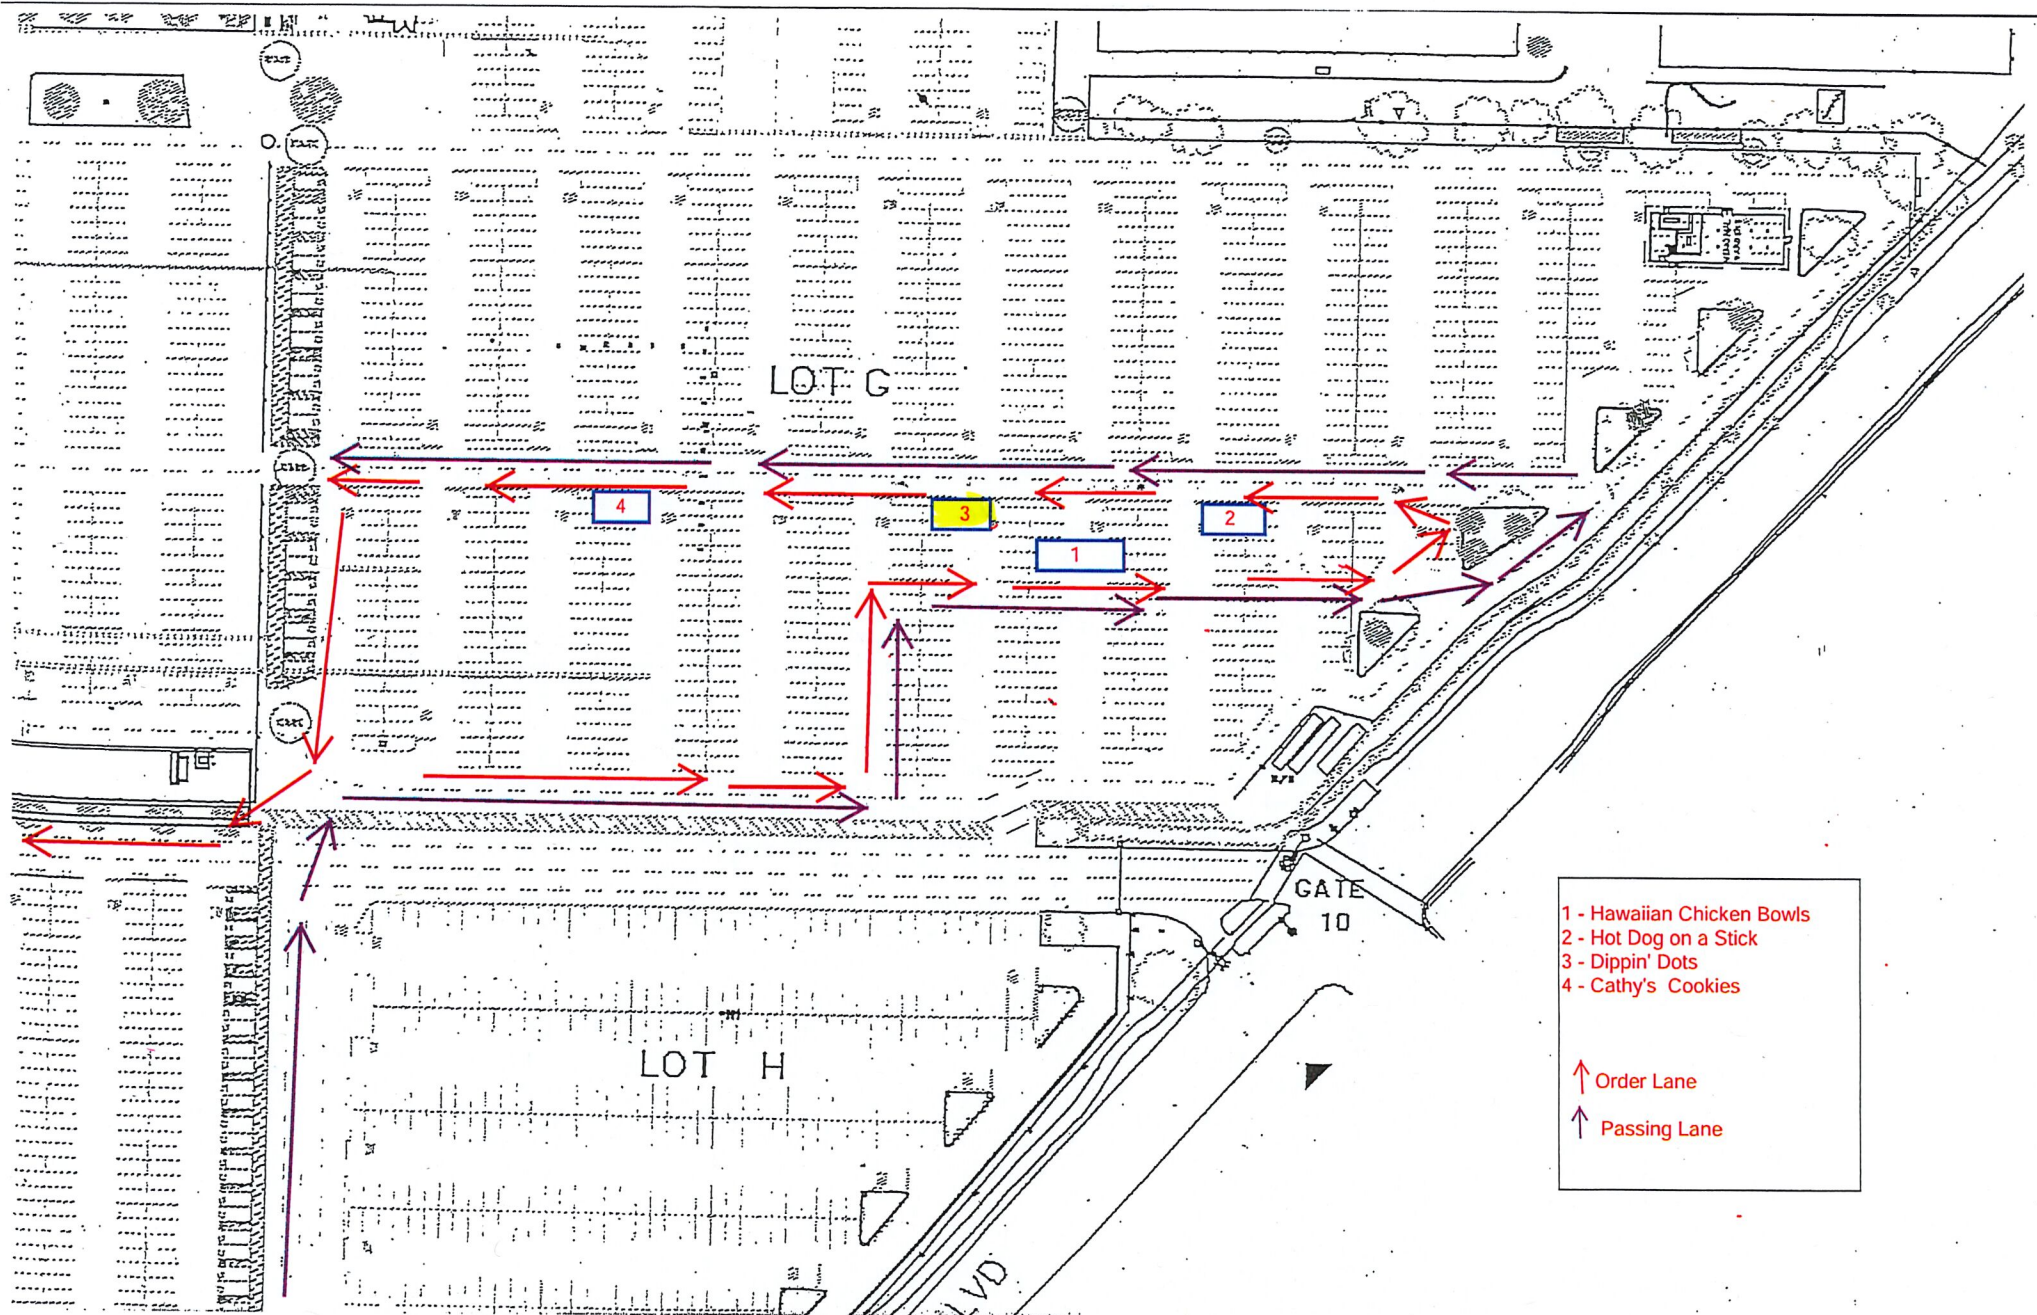 LOT G
4
3
2
1
GATE
10
LOT H
LVD
1 - Hawaiian Chicken Bowls
2 - Hot Dog on a Stick
3 - Dippin' Dots
4 - Cathy's Cookies
Order Lane
Passing Lane